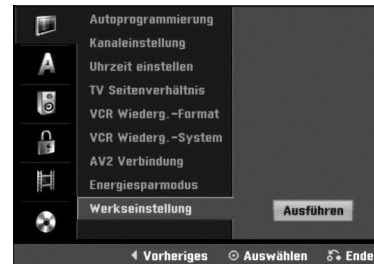 Autoprogrammierung
Kanaleinstellung
Uhrzeit einstellen
TV Seitenverhältnis
VCR Wiederg.-Format
VCR Wiederg.-System
AV2 Verbindung
Energiesparmodus
Werkseinstellung Ausführen
Vorheriges Auswählen Ende